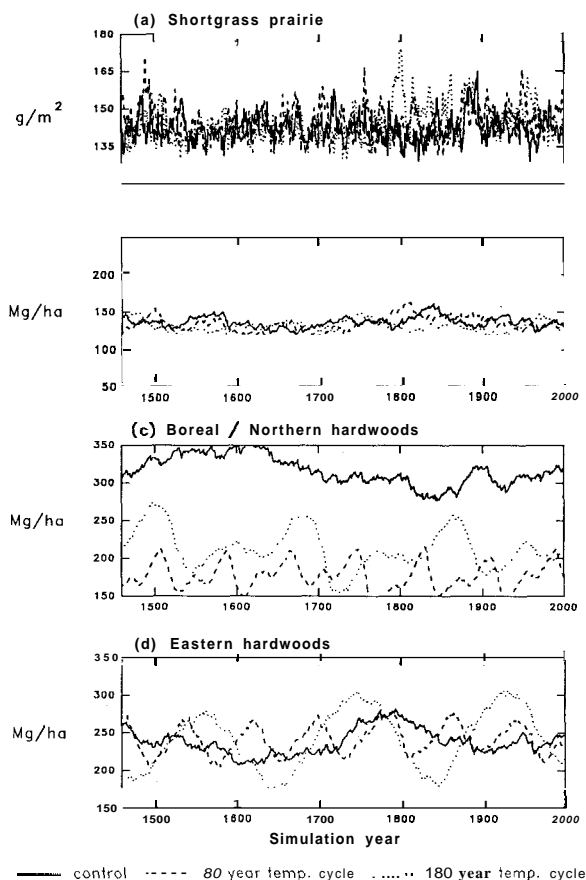 (a) Shortgrass prairie
180
165
g/m²
150
135
200
Mg/ha
150
100
50
1500 1600 1700 1800 1900 2000
(c) Boreal / Northern hardwoods
350
300
Mg/ha
250
200
150
1500 1600 1700 1800 1900 2000
(d) Eastern hardwoods
350
300
Mg/ha
250
200
150
1500 1600 1700 1800 1900 2000
Simulation year
control 80 year temp. cycle 180 year temp. cycle